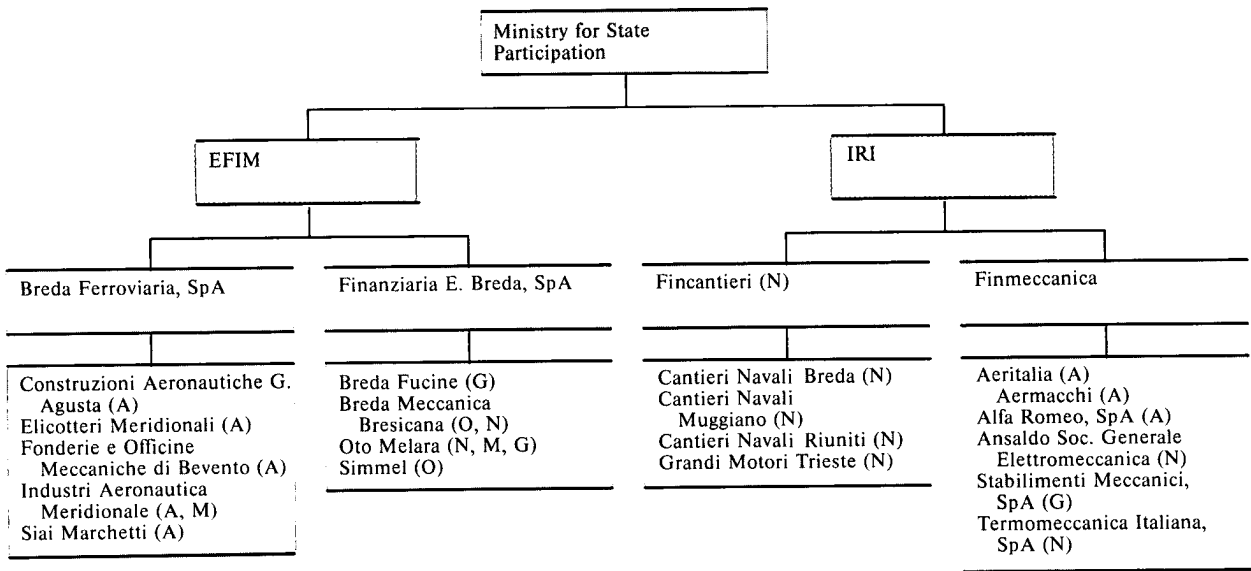 Ministry for State
Participation
EFIM
IRI
Breda Ferroviaria, SpA
Finanziaria E. Breda, SpA
Fincantieri (N)
Finmeccanica
Construzioni Aeronautiche G.
Agusta (A)
Elicotteri Meridionali (A)
Fonderie e Officine
Meccaniche di Bevento (A)
Industri Aeronautica
Meridionale (A, M)
Siai Marchetti (A)
Breda Fucine (G)
Breda Meccanica
Bresicana (O, N)
Oto Melara (N, M, G)
Simmel (O)
Cantieri Navali Breda (N)
Cantieri Navali
Muggiano (N)
Cantieri Navali Riuniti (N)
Grandi Motori Trieste (N)
Aeritalia (A)
Aermacchi (A)
Alfa Romeo, SpA (A)
Ansaldo Soc. Generale
Elettromeccanica (N)
Stabilimenti Meccanici,
SpA (G)
Termomeccanica Italiana,
SpA (N)